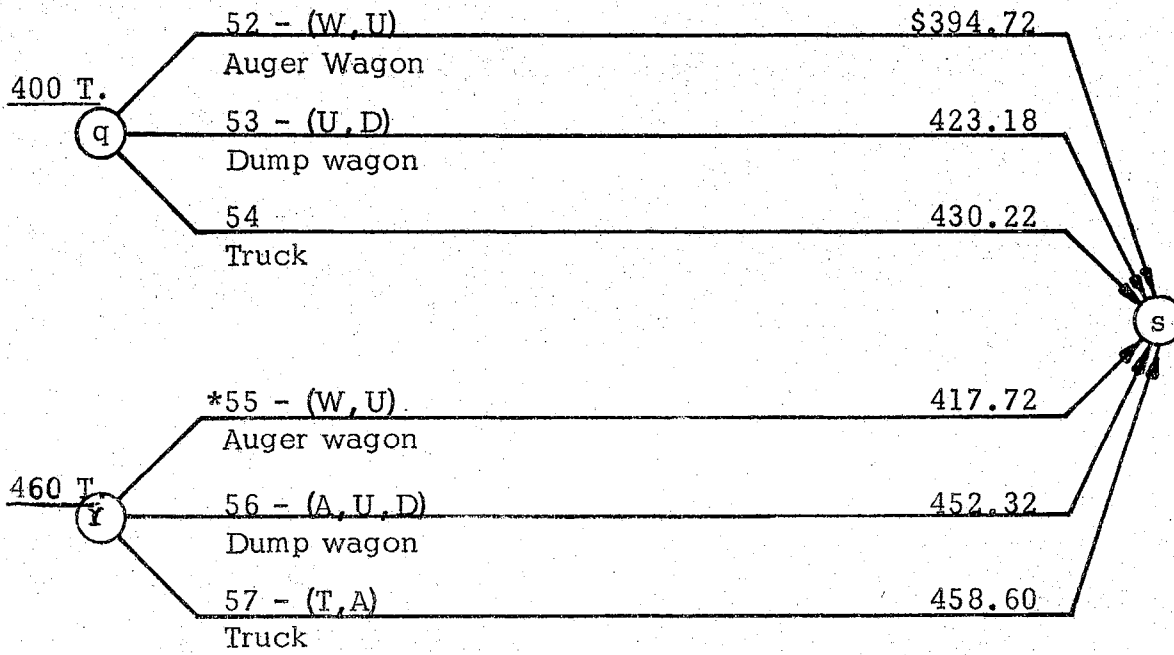 52 - (W,U) $394.72
Auger Wagon
400 T.
q
53 - (U,D) 423.18
Dump wagon
54 430.22
Truck
s
*55 - (W,U) 417.72
Auger wagon
460 T.
r
56 - (A,U,D) 452.32
Dump wagon
57 - (T,A) 458.60
Truck